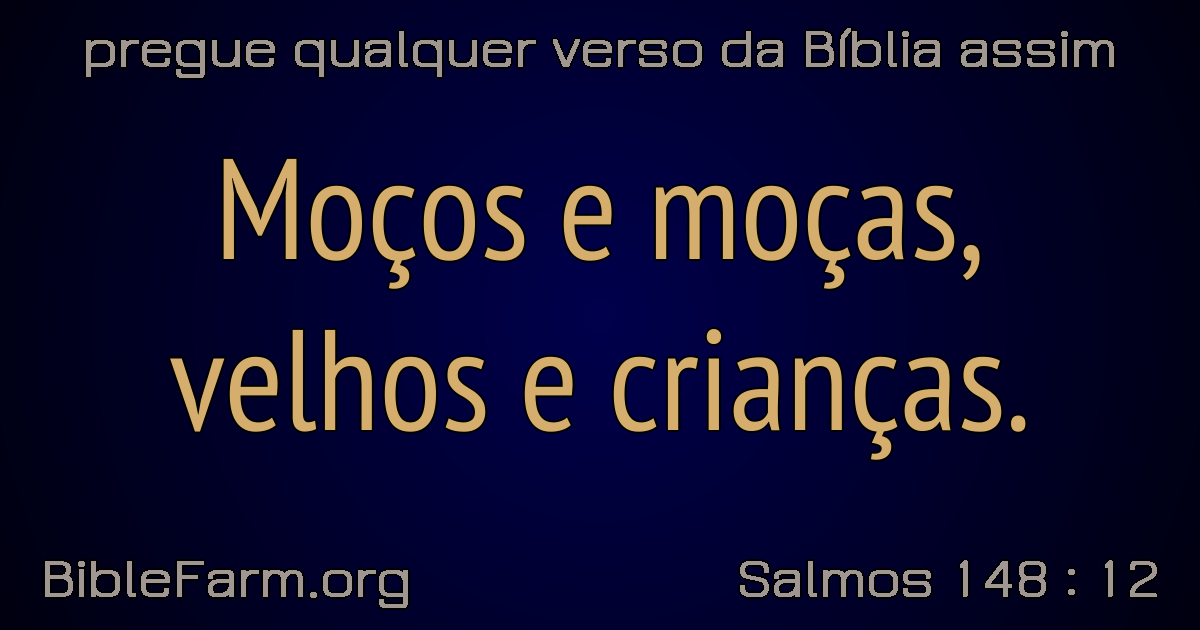 pregue qualquer verso da Bíblia assim
Moços e moças,
velhos e crianças.
BibleFarm.org
Salmos 148 : 12